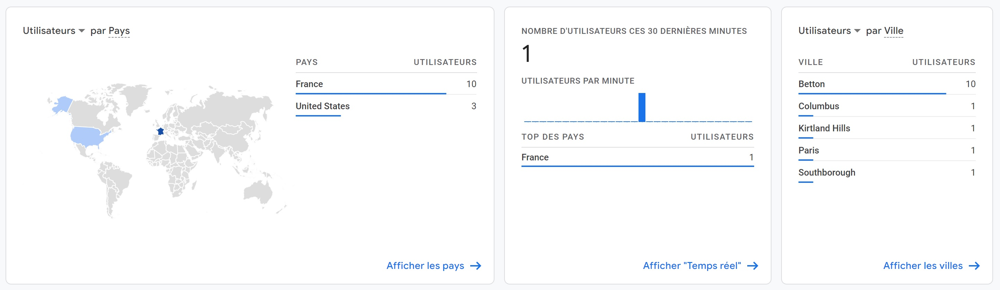 Utilisateurs par Pays
PAYS UTILISATEURS
France 10
United States 3
Afficher les pays
NOMBRE D'UTILISATEURS CES 30 DERNIÈRES MINUTES
1
UTILISATEURS PAR MINUTE
TOP DES PAYS UTILISATEURS
France 1
Afficher "Temps réel"
Utilisateurs par Ville
VILLE UTILISATEURS
Betton 10
Columbus 1
Kirtland Hills 1
Paris 1
Southborough 1
Afficher les villes